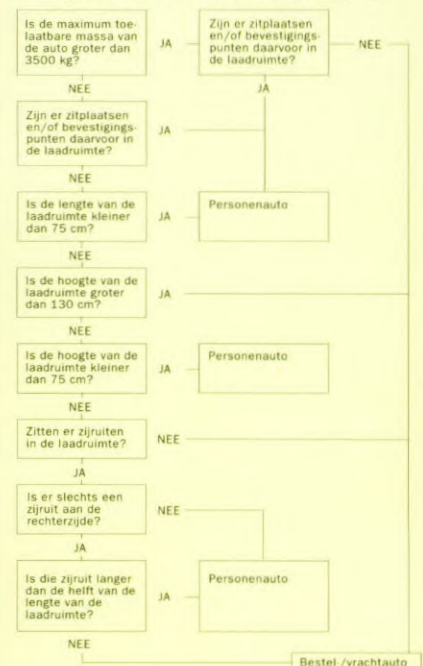 Is de maximum toe-
laatbare massa van
de auto groter dan
3500 kg?
JA
Zijn er zitplaatsen
en/of bevestigings-
punten daarvoor in
de laadruimte?
NEE
NEE
JA
Zijn er zitplaatsen
en/of bevestigings-
punten daarvoor in
de laadruimte?
JA
NEE
Is de lengte van de
laadruimte kleiner
dan 75 cm?
JA
Personenauto
NEE
Is de hoogte van de
laadruimte groter
dan 130 cm?
JA
NEE
Is de hoogte van de
laadruimte kleiner
dan 75 cm?
JA
Personenauto
NEE
Zitten er zijruiten
in de laadruimte?
NEE
JA
Is er slechts een
zijruit aan de
rechterzijde?
NEE
JA
Is die zijruit langer
dan de helft van de
lengte van de
laadruimte?
JA
Personenauto
NEE
Bestel-/vrachtauto